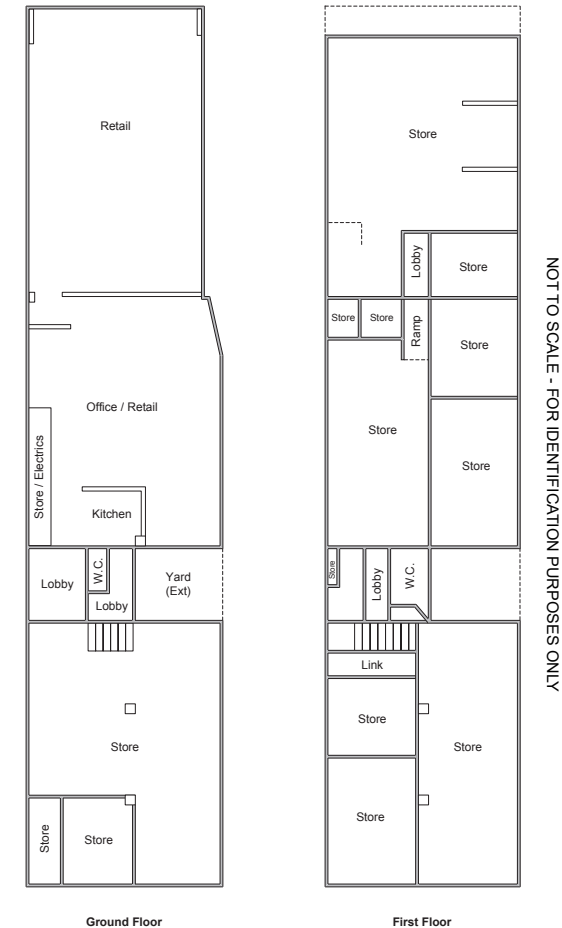 Retail
Office / Retail
Store / Electrics
Kitchen
Lobby
W.C.
Lobby
Yard
(Ext)
Store
Store
Store
Ground Floor
Store
Lobby
Store
Store
Store
Ramp
Store
Store
Store
Store
Lobby
W.C.
Link
Store
Store
Store
First Floor
NOT TO SCALE - FOR IDENTIFICATION PURPOSES ONLY